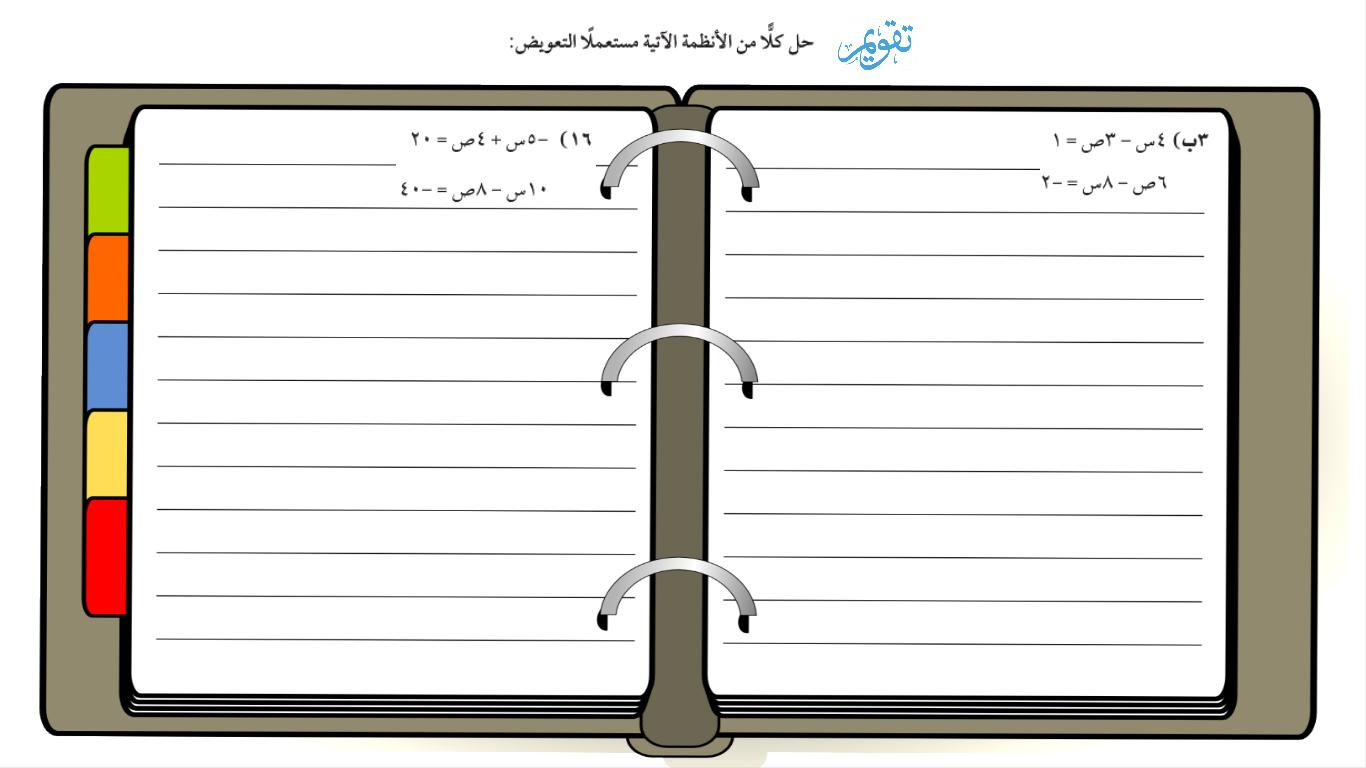 تقويم حل كلًّا من الأنظمة الآتية مستعملًا التعويض:
٣ب) ٤س – ٣ص = ١
٦ص – ٨س = –٢
١٦) –٥س + ٤ص = ٢٠
١٠س – ٨ص = –٤٠